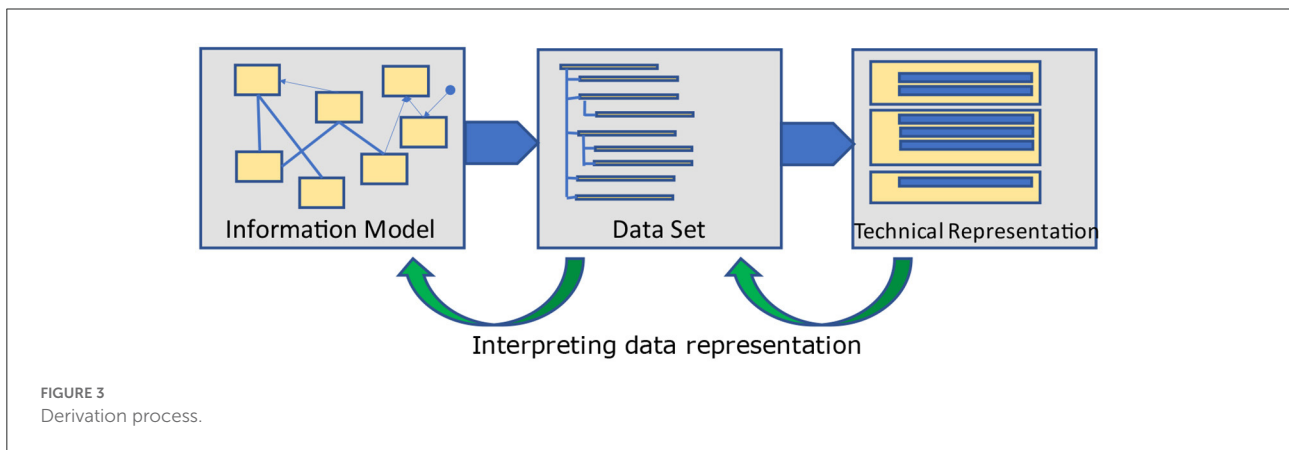 Information Model
Data Set
Technical Representation
Interpreting data representation
FIGURE 3
Derivation process.